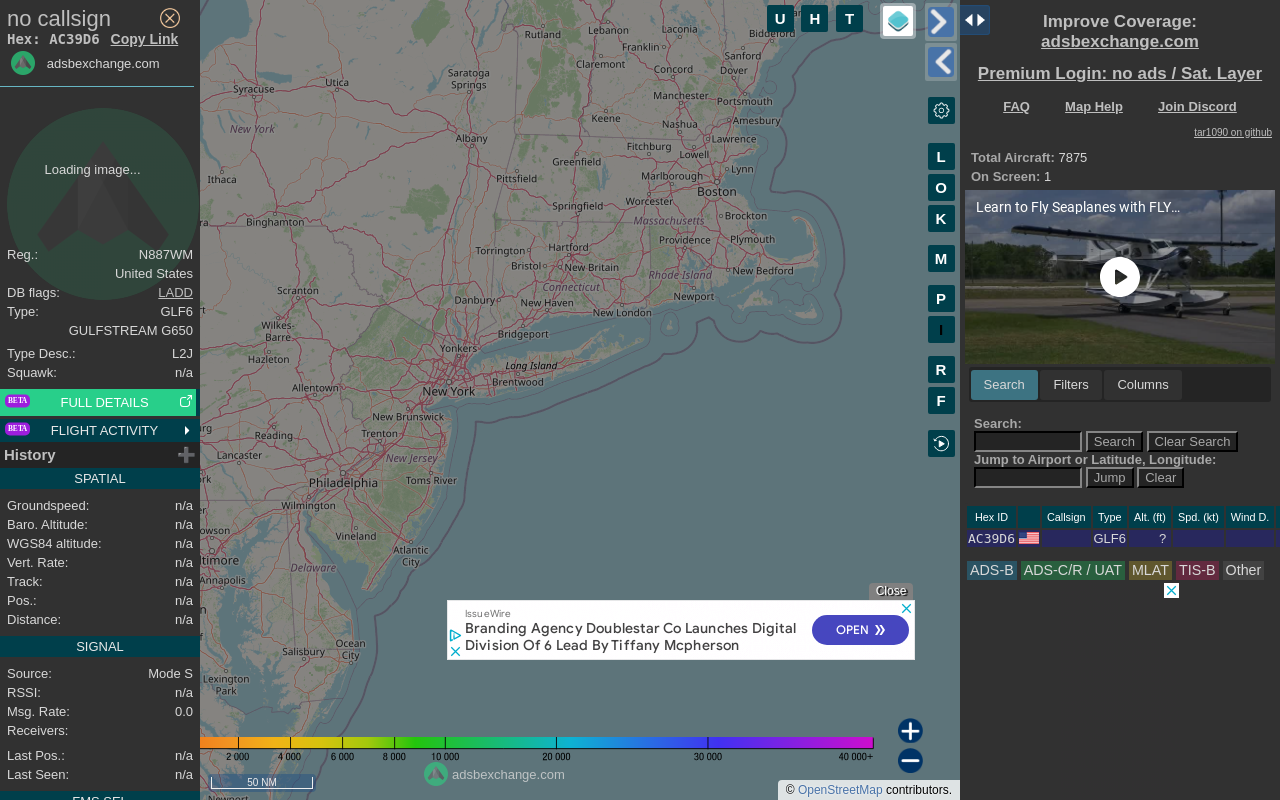 no callsign
Hex: AC39D6 Copy Link
adsbexchange.com
Loading image...
Reg.: N887WM
United States
DB flags: LADD
Type: GLF6
GULFSTREAM G650
Type Desc.: L2J
Squawk: n/a
BETA FULL DETAILS
BETA FLIGHT ACTIVITY
History
SPATIAL
Groundspeed: n/a
Baro. Altitude: n/a
WGS84 altitude: n/a
Vert. Rate: n/a
Track: n/a
Pos.: n/a
Distance: n/a
SIGNAL
Source: Mode S
RSSI: n/a
Msg. Rate: 0.0
Receivers:
Last Pos.: n/a
Last Seen: n/a
FMS SEL
U H T
L
O
K
M
P
I
R
F
Rutland
Lebanon
Laconia
Biddeford
Franklin
Claremont
Concord
Sanford
Dover
Utica
Saratoga
Springs
Syracuse
Manchester
Portsmouth
Keene
Nashua
Amesbury
New York
Albany
Fitchburg
Lawrence
Lowell
Greenfield
Lynn
Ithaca
Pittsfield
Marlborough
Boston
Worcester
Springfield
Binghamton
Massachusetts
Brockton
Torrington
Hartford
Providence
Plymouth
Bristol
New Britain
Rhode Island
New Bedford
Connecticut
Scranton
Danbury
New Haven
Newport
New London
Wilkes-
Barre
Bridgeport
Yonkers
Hazleton
Long Island
Brentwood
Allentown
New York
New Brunswick
Reading
Trenton
Lancaster
New Jersey
Philadelphia
Toms River
Wilmington
Vineland
Atlantic
City
Delaware
Annapolis
Ocean
City
Salisbury
Lexington
Park
Newport
Close
IssueWire
Branding Agency Doublestar Co Launches Digital
Division Of 6 Lead By Tiffany Mcpherson
OPEN
2 000 4 000 6 000 8 000 10 000 20 000 30 000 40 000+
adsbexchange.com
50 NM
© OpenStreetMap contributors.
Improve Coverage:
adsbexchange.com
Premium Login: no ads / Sat. Layer
FAQ Map Help Join Discord
tar1090 on github
Total Aircraft: 7875
On Screen: 1
Learn to Fly Seaplanes with FLY...
Search Filters Columns
Search:
Search Clear Search
Jump to Airport or Latitude, Longitude:
Jump Clear
Hex ID Callsign Type Alt. (ft) Spd. (kt) Wind D.
AC39D6 GLF6 ?
ADS-B ADS-C/R / UAT MLAT TIS-B Other